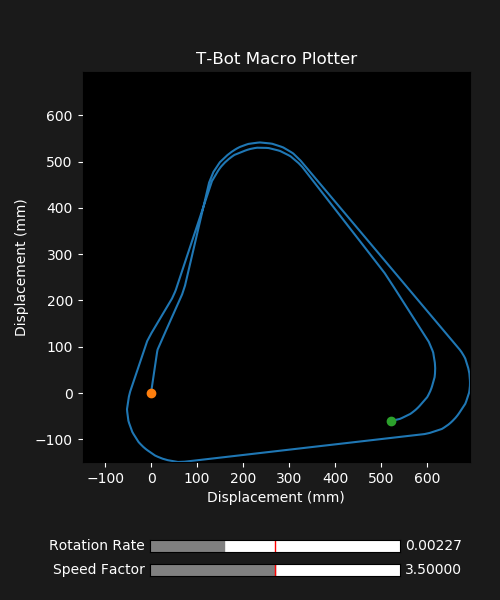 T-Bot Macro Plotter
600
500
400
300
200
100
0
−100
Displacement (mm)
−100 0 100 200 300 400 500 600
Displacement (mm)
Rotation Rate 0.00227
Speed Factor 3.50000